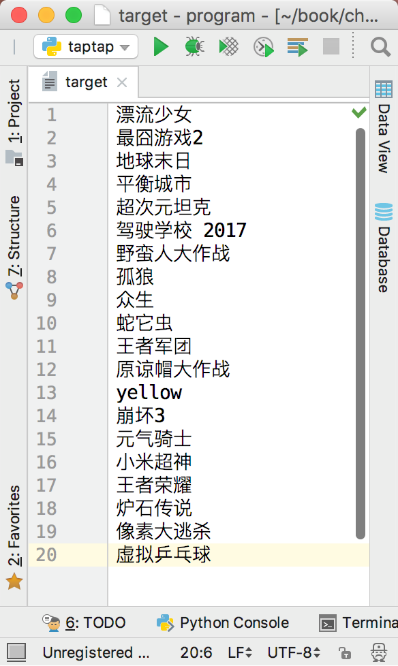 target - program - [~/book/ch...
taptap
1: Project
7: Structure
2: Favorites
target
1 漂流少女
2 最囧游戏2
3 地球末日
4 平衡城市
5 超次元坦克
6 驾驶学校 2017
7 野蛮人大作战
8 孤狼
9 众生
10 蛇它虫
11 王者军团
12 原谅帽大作战
13 yellow
14 崩坏3
15 元气骑士
16 小米超神
17 王者荣耀
18 炉石传说
19 像素大逃杀
20 虚拟乒乓球
Data View
Database
6: TODO Python Console Termina
Unregistered ... 20:6 LF UTF-8